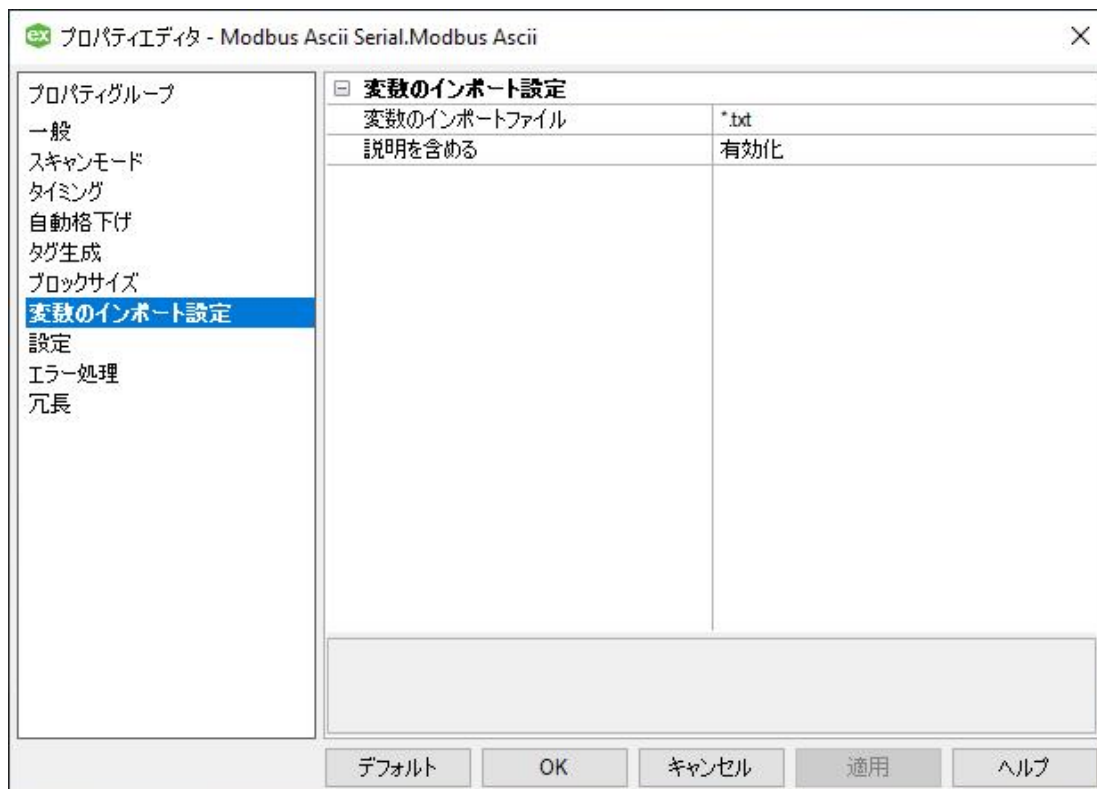 ex プロパティエディタ - Modbus Ascii Serial.Modbus Ascii
プロパティグループ
一般
スキャンモード
タイミング
自動格下げ
タグ生成
ブロックサイズ
変数のインポート設定
設定
エラー処理
冗長
変数のインポート設定
変数のインポートファイル *.txt
説明を含める 有効化
デフォルト OK キャンセル 適用 ヘルプ